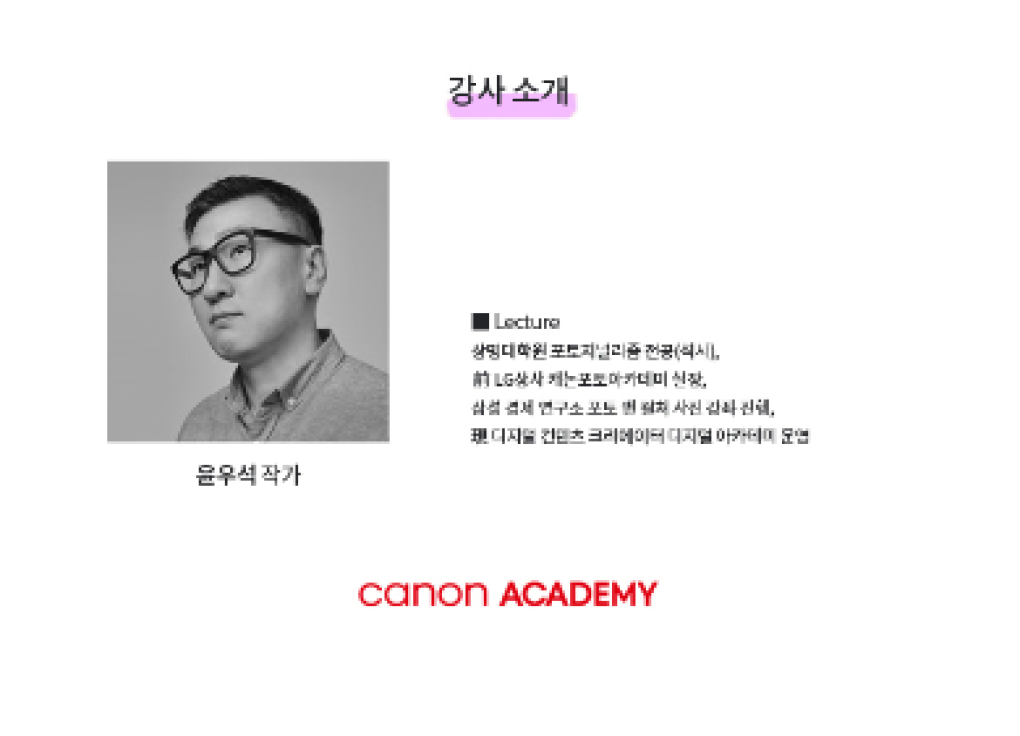 강사 소개
■ Lecture
상명대학원 포토저널리즘 전공(석사),
前 LG상사 캐논포토아카데미 실장,
삼성 경제 연구소 포토 앤 필처 사진 강좌 진행,
現 디지털 컨텐츠 크리에이터 디지털 아카데미 운영
윤우석 작가
canon ACADEMY